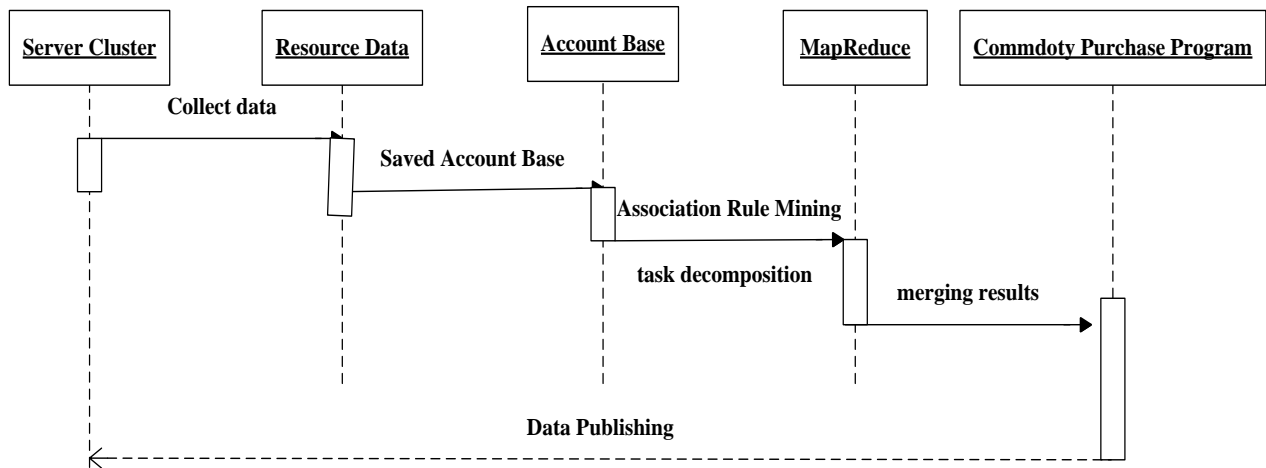 Server Cluster
Resource Data
Account Base
MapReduce
Commdoty Purchase Program
Collect data
Saved Account Base
Association Rule Mining
task decomposition
merging results
Data Publishing